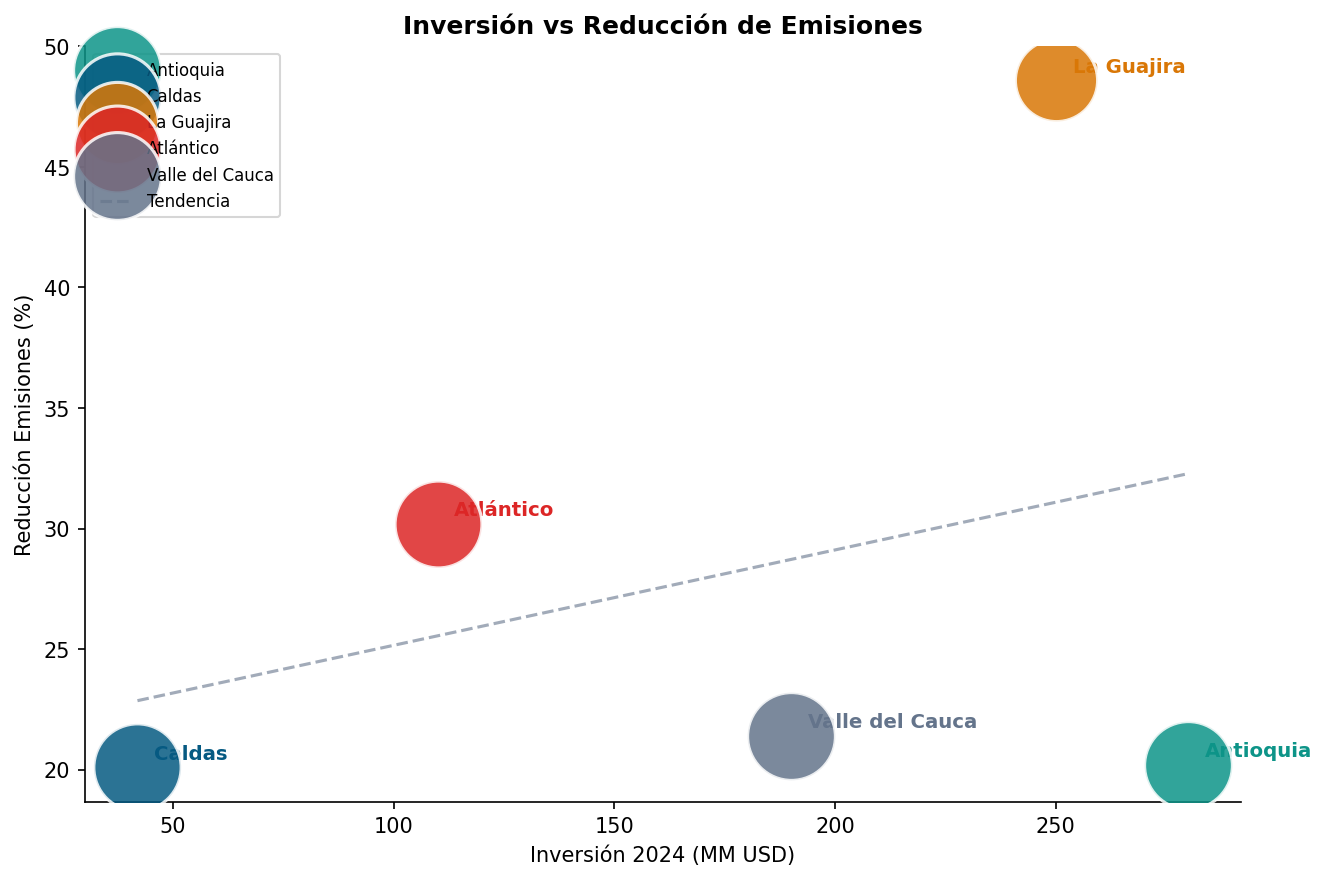 Inversión vs Reducción de Emisiones
Antioquia
Caldas
La Guajira
Atlántico
Valle del Cauca
Tendencia
La Guajira
Atlántico
Valle del Cauca
Caldas
Antioquia
Reducción Emisiones (%)
50
45
40
35
30
25
20
50
100
150
200
250
Inversión 2024 (MM USD)